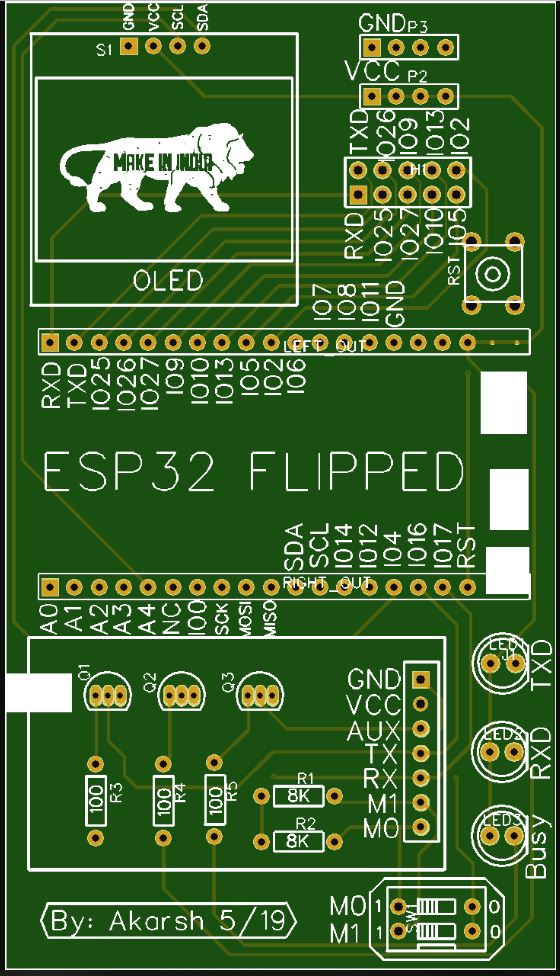 GND VCC SCL SDA
S1
GND P3
VCC P2
MAKE IN INDIA
OLED
TXD IO26 IO9 IO13 IO2
H1
RXD IO25 IO27 IO10 IO5
RST
IO7 IO8 IO11 GND
LEFT_OUT
RXD TXD IO25 IO26 IO27 IO9 IO10 IO13 IO5 IO2 IO6
ESP32 FLIPPED
SDA SCL IO14 IO12 IO4 IO16 IO17 RST
RIGHT_OUT
A0 A1 A2 A3 A4 NC IO0 SCK MOSI MISO
Q1 Q2 Q3
GND
VCC
AUX
TX
RX
M1
M0
J1
TXD
LED2
RXD
LED3
Busy
100 R3
100 R4
100 R5
R1
8K
R2
8K
By: Akarsh 5/19
M0 1 0
M1 1 0
SW1